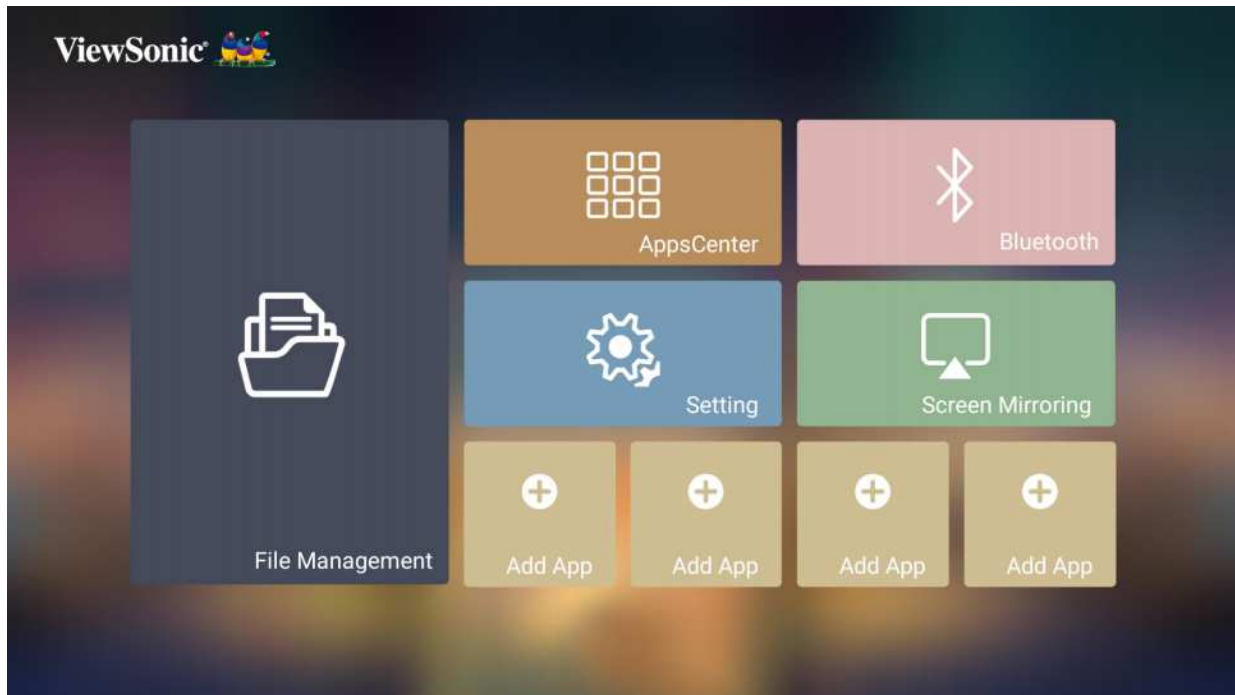 ViewSonic®
AppsCenter
Bluetooth
Setting
Screen Mirroring
File Management
Add App
Add App
Add App
Add App